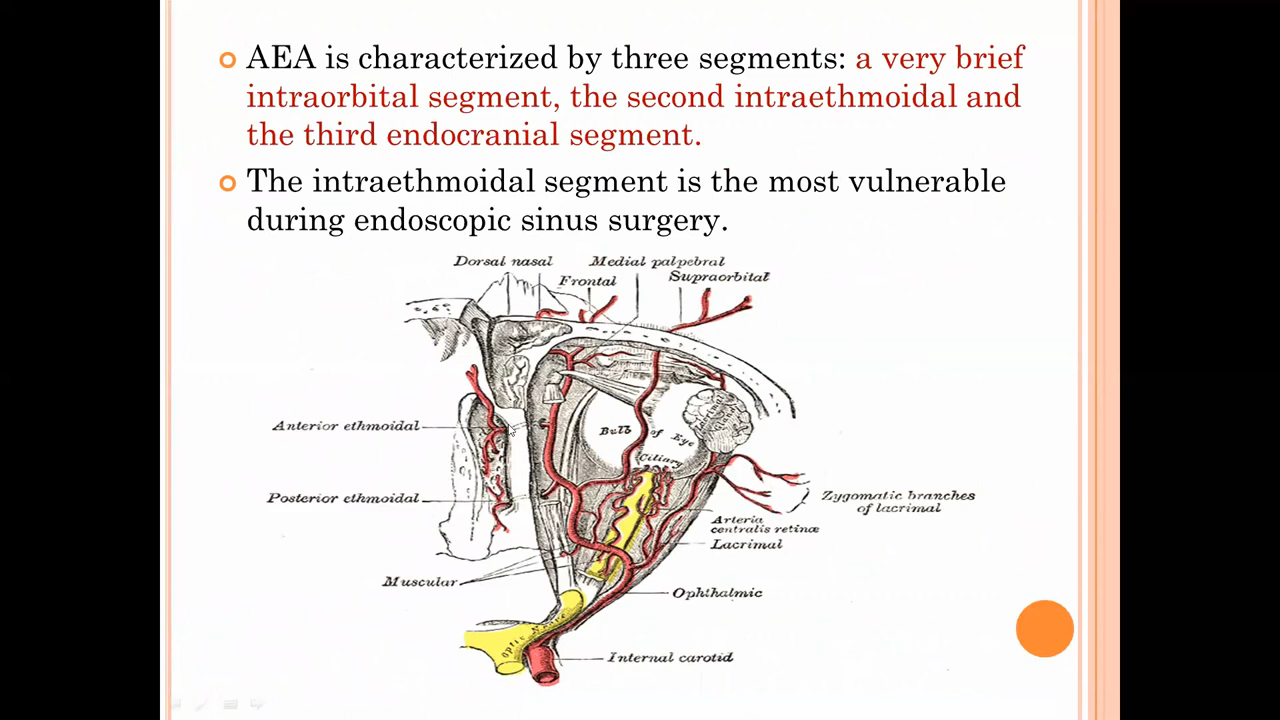 AEA is characterized by three segments: a very brief
intraorbital segment, the second intraethmoidal and
the third endocranial segment.
The intraethmoidal segment is the most vulnerable
during endoscopic sinus surgery.
Dorsal nasal
Medial palpebral
Frontal
Supraorbital
Anterior ethmoidal
Bulb of Eye
Ciliary
Posterior ethmoidal
Zygomatic branches
of lacrimal
Arteria
centralis retinæ
Lacrimal
Muscular
Ophthalmic
Optic Nerve
Internal carotid